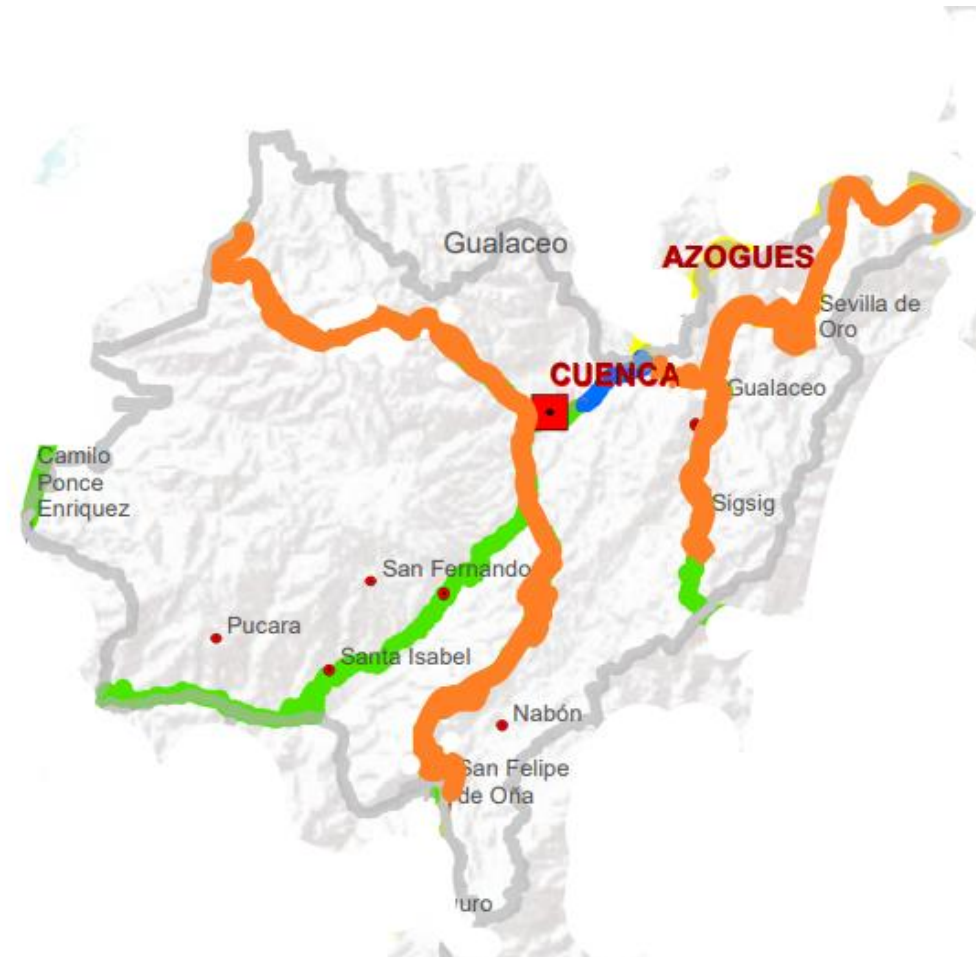 Gualaceo
AZOGUES
Sevilla de
Oro
CUENCA
Gualaceo
Camilo
Ponce
Enriquez
Sigsig
San Fernando
Pucara
Santa Isabel
Nabón
San Felipe
de Oña
uro